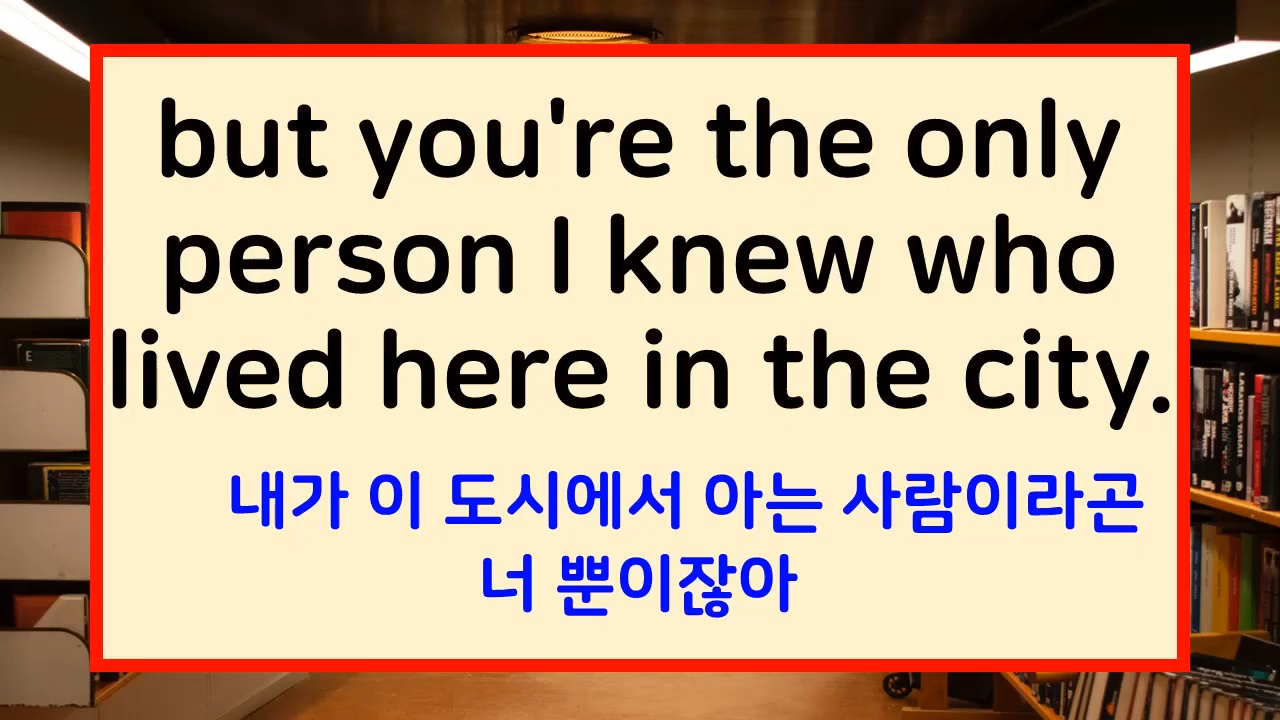 but you're the only
person I knew who
lived here in the city.
내가 이 도시에서 아는 사람이라곤
너 뿐이잖아